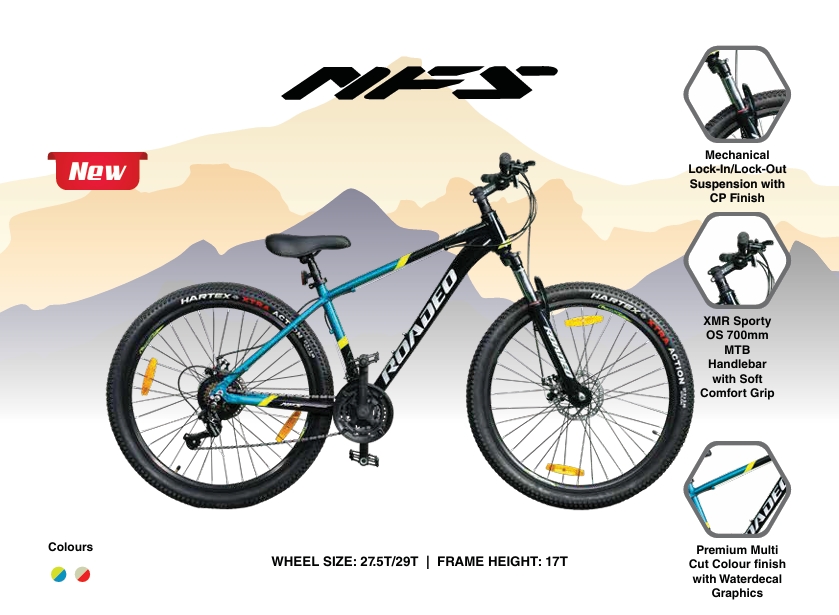 NFS
New
Mechanical
Lock-In/Lock-Out
Suspension with
CP Finish
XMR Sporty
OS 700mm
MTB
Handlebar
with Soft
Comfort Grip
HARTEX XTRA ACTION
HARTEX XTRA ACTION
ROADEO
NFS
Premium Multi
Cut Colour finish
with Waterdecal
Graphics
Colours
WHEEL SIZE: 27.5T/29T | FRAME HEIGHT: 17T